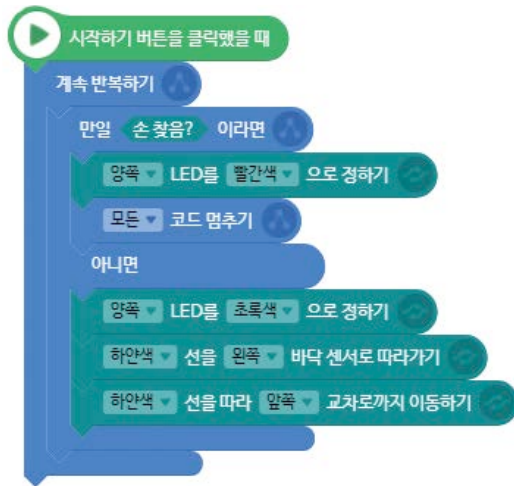 시작하기 버튼을 클릭했을 때
계속 반복하기
만일 손 찾음? 이라면
양쪽 LED를 빨간색 으로 정하기
모든 코드 멈추기
아니면
양쪽 LED를 초록색 으로 정하기
하얀색 선을 왼쪽 바닥 센서로 따라가기
하얀색 선을 따라 앞쪽 교차로까지 이동하기